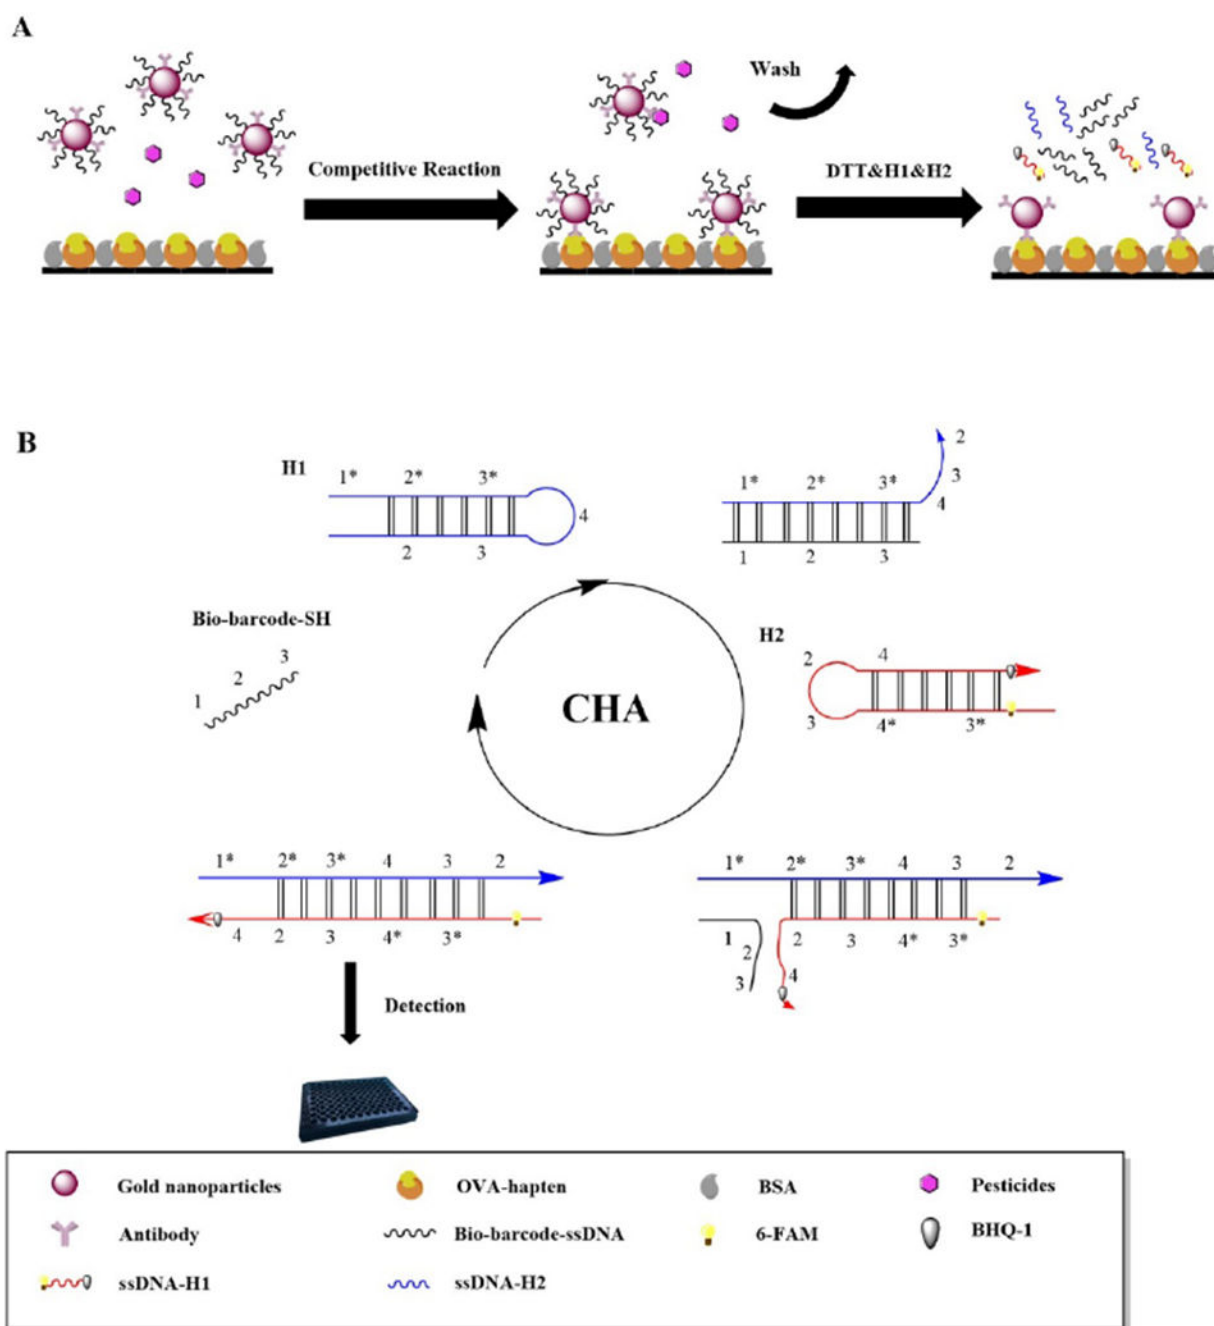 A
Wash
Competitive Reaction
DTT&H1&H2
B
H1
1* 2* 3*
4
2 3
1* 2* 3*
2
3
4
1 2 3
Bio-barcode-SH
1 2 3
CHA
H2
2 4
3 4* 3*
1* 2* 3* 4 3 2
4 2 3 4* 3*
1* 2* 3* 4 3 2
1 2 3 2 3 4* 3*
4
Detection
Gold nanoparticles OVA-hapten BSA Pesticides
Antibody Bio-barcode-ssDNA 6-FAM BHQ-1
ssDNA-H1 ssDNA-H2